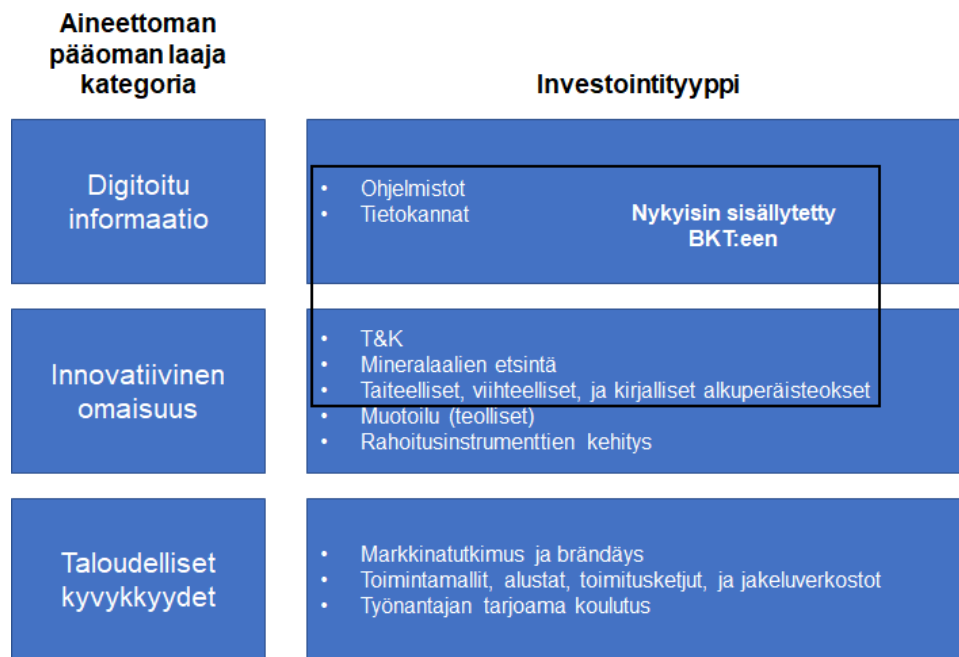 Aineettoman
pääoman laaja
kategoria
Investointityyppi
Digitoitu
informaatio
• Ohjelmistot
• Tietokannat
Nykyisin sisällytetty
BKT:een
Innovatiivinen
omaisuus
• T&K
• Mineralaalien etsintä
• Taiteelliset, viihteelliset, ja kirjalliset alkuperäisteokset
• Muotoilu (teolliset)
• Rahoitusinstrumenttien kehitys
Taloudelliset
kyvykkyydet
• Markkinatutkimus ja brändäys
• Toimintamallit, alustat, toimitusketjut, ja jakeluverkostot
• Työnantajan tarjoama koulutus